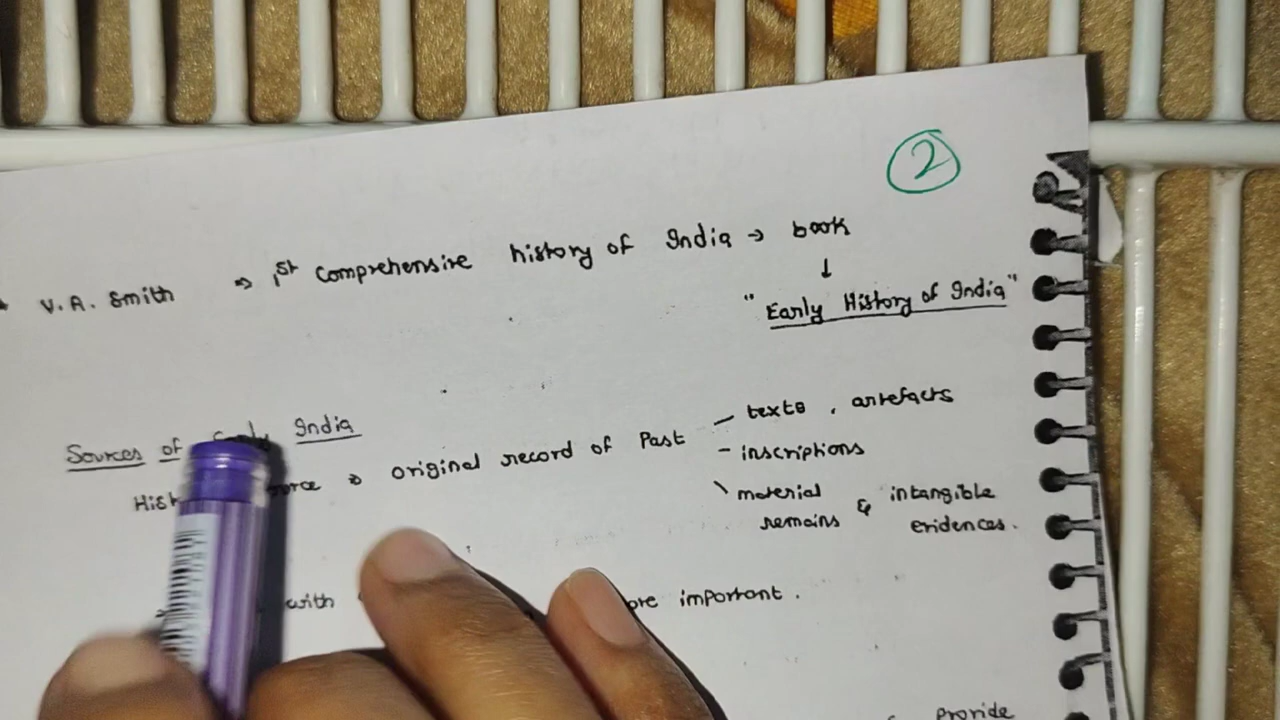 2
V.A. Smith ⇒ 1st comprehensive history of India → book
↓
"Early History of India"
Sources of Early India
original record of Past – texts, artefacts
– inscriptions
\ material remains & intangible evidences.
with important.
Provide